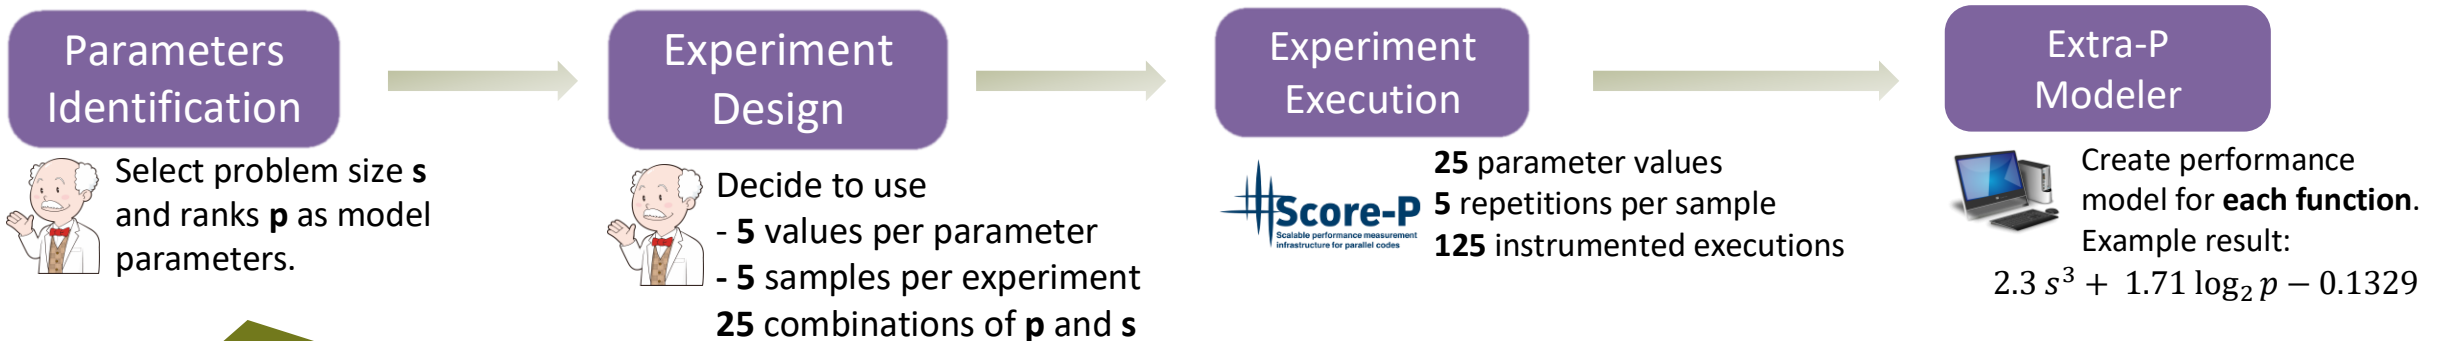 Parameters
Identification
Select problem size s
and ranks p as model
parameters.
Experiment
Design
Decide to use
- 5 values per parameter
- 5 samples per experiment
25 combinations of p and s
Experiment
Execution
Score-P
Scalable performance measurement
infrastructure for parallel codes
25 parameter values
5 repetitions per sample
125 instrumented executions
Extra-P
Modeler
Create performance
model for each function.
Example result:
2.3 s³ + 1.71 log₂ p − 0.1329